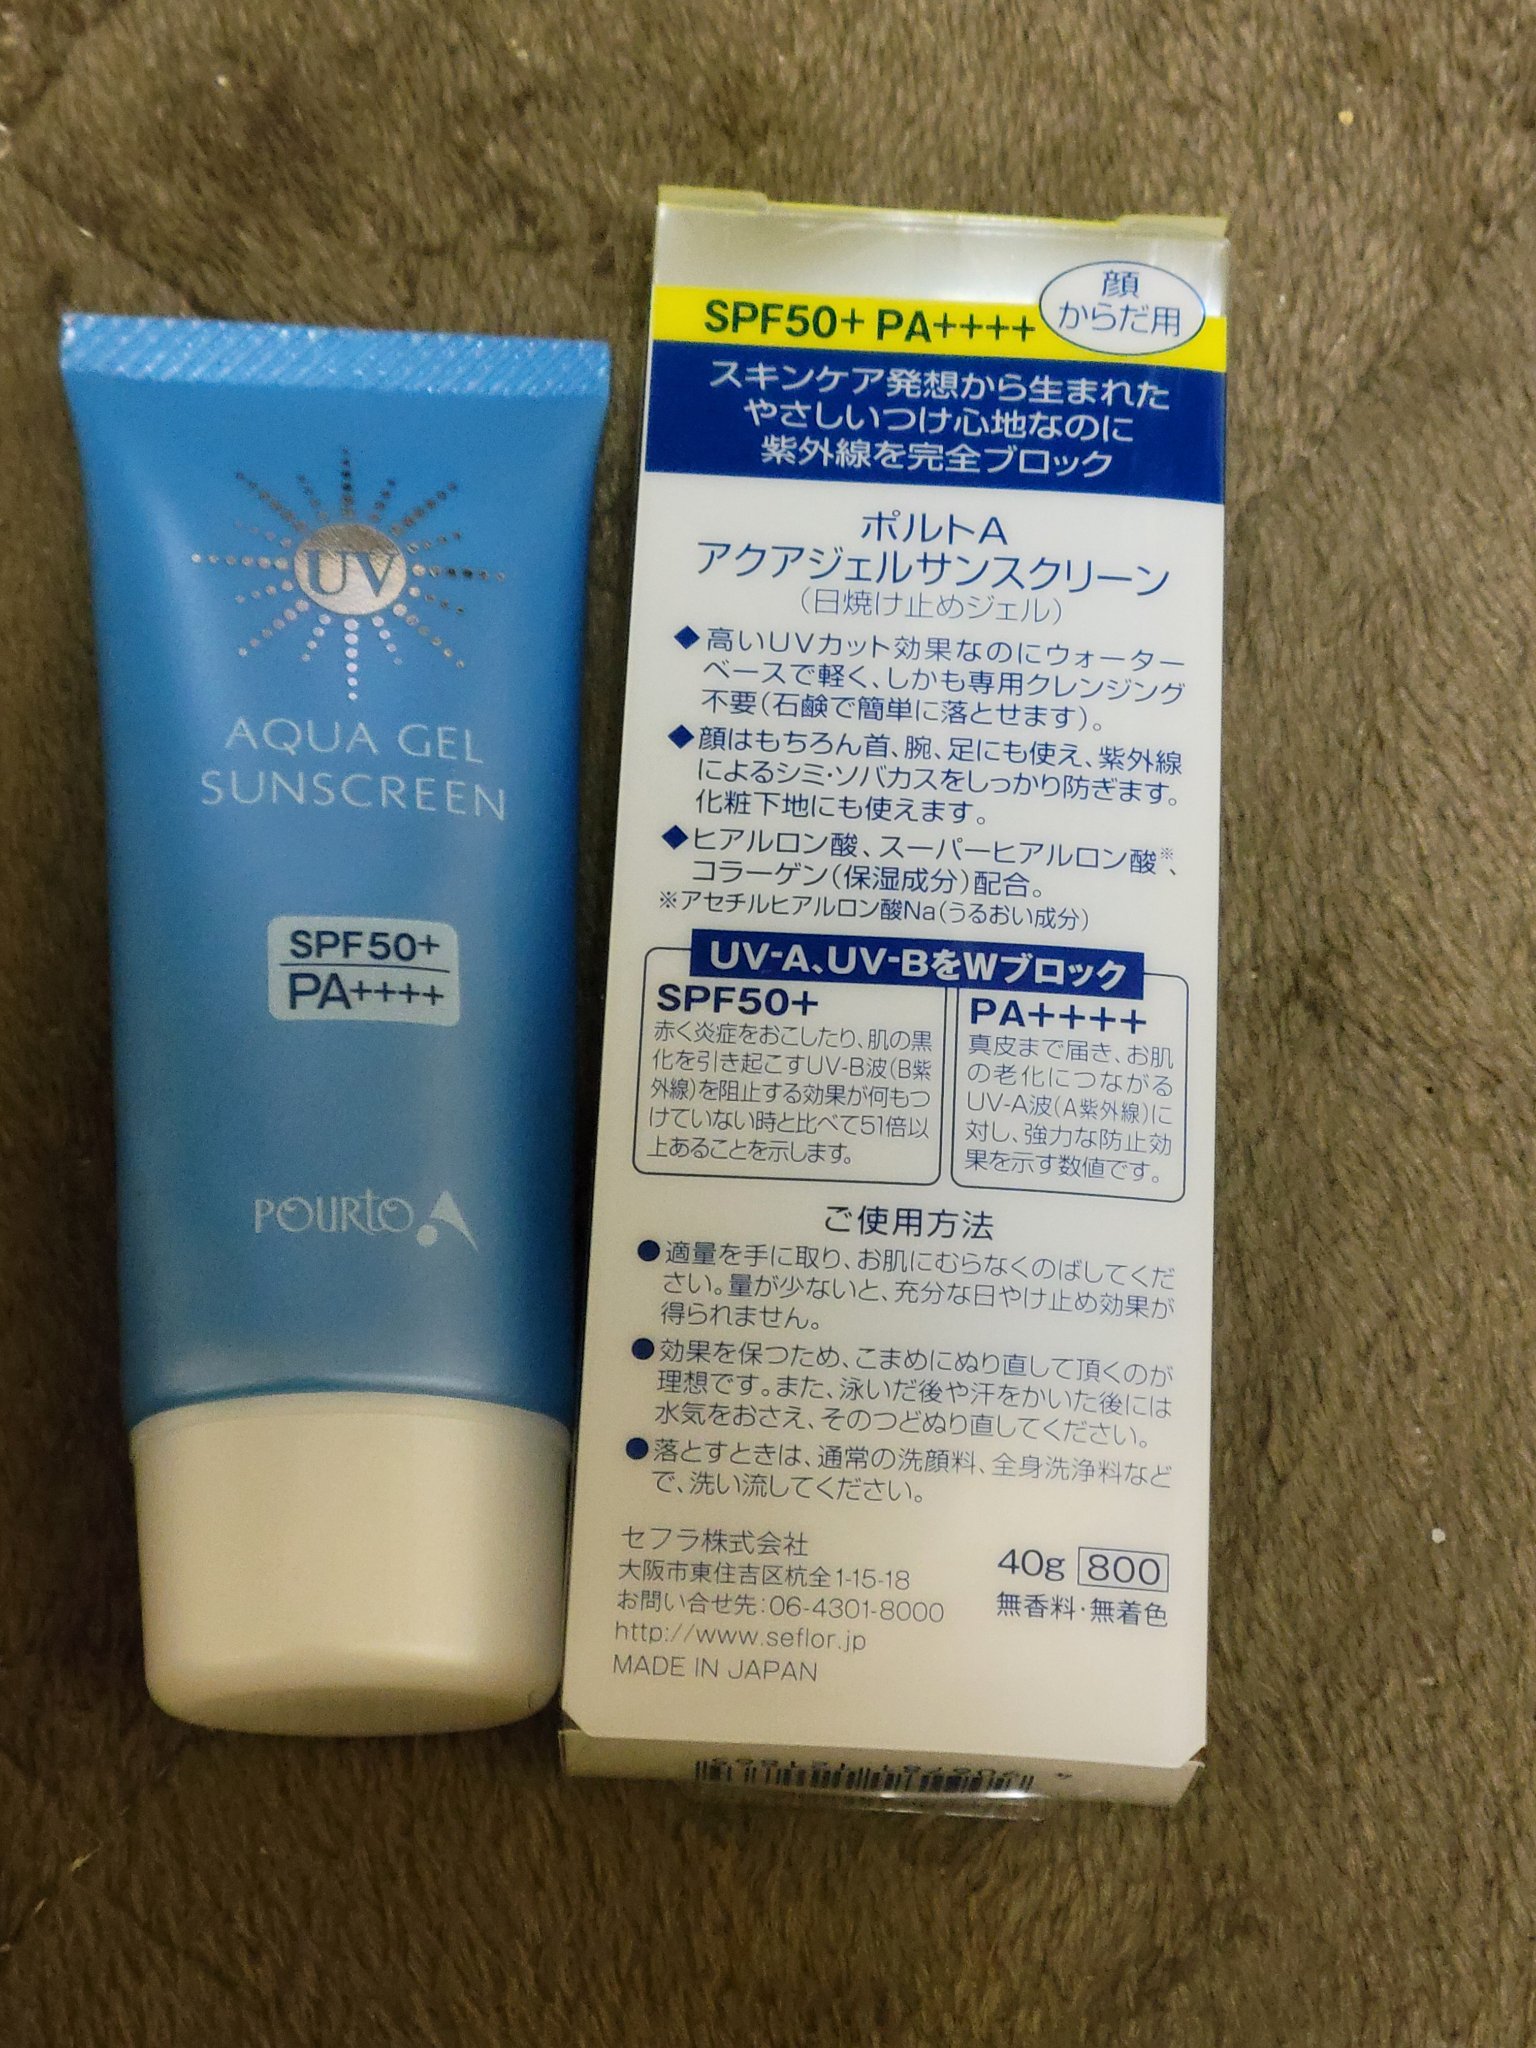 UV
AQUA GEL
SUNSCREEN
SPF50+
PA++++
POURTO A
SPF50+ PA++++
顔
からだ用
スキンケア発想から生まれた
やさしいつけ心地なのに
紫外線を完全ブロック
ポルトA
アクアジェルサンスクリーン
（日焼け止めジェル）
◆高いUVカット効果なのにウォーター
ベースで軽く、しかも専用クレンジング
不要（石鹸で簡単に落とせます）。
◆顔はもちろん首、腕、足にも使え、紫外線
によるシミ・ソバカスをしっかり防ぎます。
化粧下地にも使えます。
◆ヒアルロン酸、スーパーヒアルロン酸※、
コラーゲン（保湿成分）配合。
※アセチルヒアルロン酸Na（うるおい成分）
UV-A、UV-BをWブロック
SPF50+
赤く炎症をおこしたり、肌の黒
化を引き起こすUV-B波（B紫
外線）を阻止する効果が何もつ
けていない時と比べて51倍以
上あることを示します。
PA++++
真皮まで届き、お肌
の老化につながる
UV-A波（A紫外線）に
対し、強力な防止効
果を示す数値です。
ご使用方法
●適量を手に取り、お肌にむらなくのばしてくだ
さい。量が少ないと、充分な日やけ止め効果が
得られません。
●効果を保つため、こまめにぬり直して頂くのが
理想です。また、泳いだ後や汗をかいた後には
水気をおさえ、そのつどぬり直してください。
●落とすときは、通常の洗顔料、全身洗浄料など
で、洗い流してください。
セフラ株式会社
大阪市東住吉区杭全1-15-18
お問い合せ先：06-4301-8000
http://www.seflor.jp
MADE IN JAPAN
40g 800
無香料・無着色